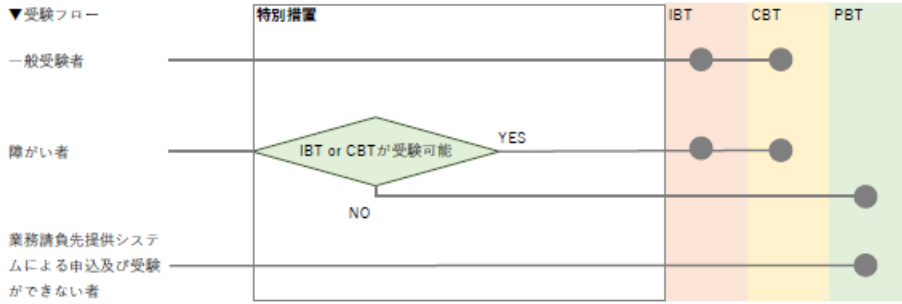 ▼受験フロー
特別措置
IBT
CBT
PBT
一般受験者
障がい者
IBT or CBTが受験可能
YES
NO
業務請負先提供システ
ムによる申込及び受験
ができない者